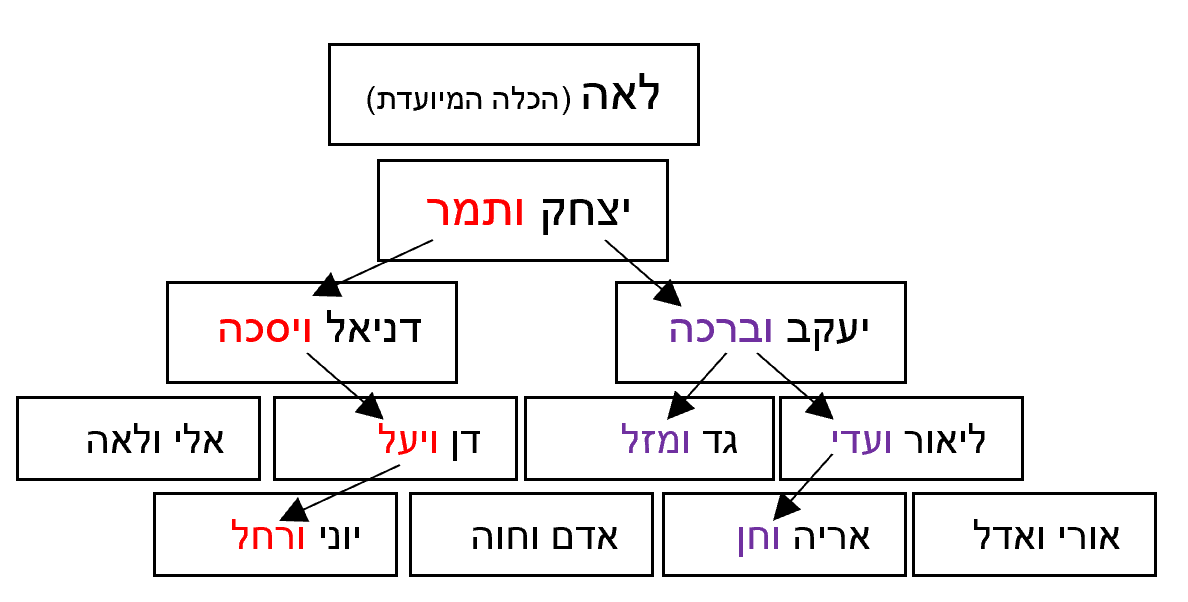 לאה (הכלה המיועדת)
יצחק ותמר
יעקב וברכה
דניאל ויסכה
ליאור ועדי
גד ומזל
דן ויעל
אלי ולאה
אורי ואדל
אריה וחן
אדם וחוה
יוני ורחל